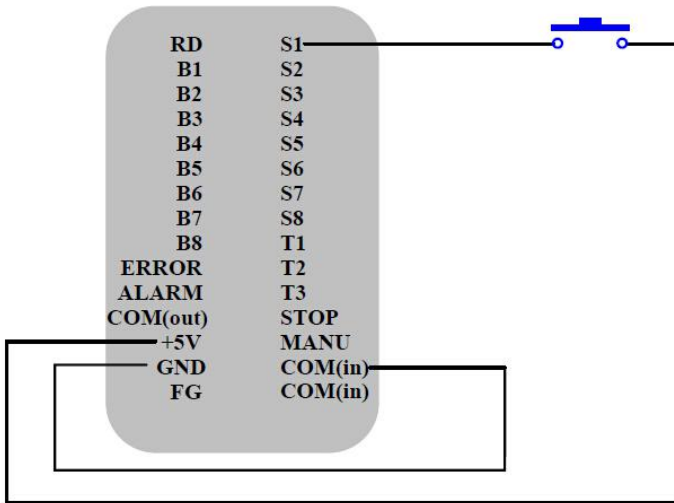 RD S1
B1 S2
B2 S3
B3 S4
B4 S5
B5 S6
B6 S7
B7 S8
B8 T1
ERROR T2
ALARM T3
COM(out) STOP
+5V MANU
GND COM(in)
FG COM(in)